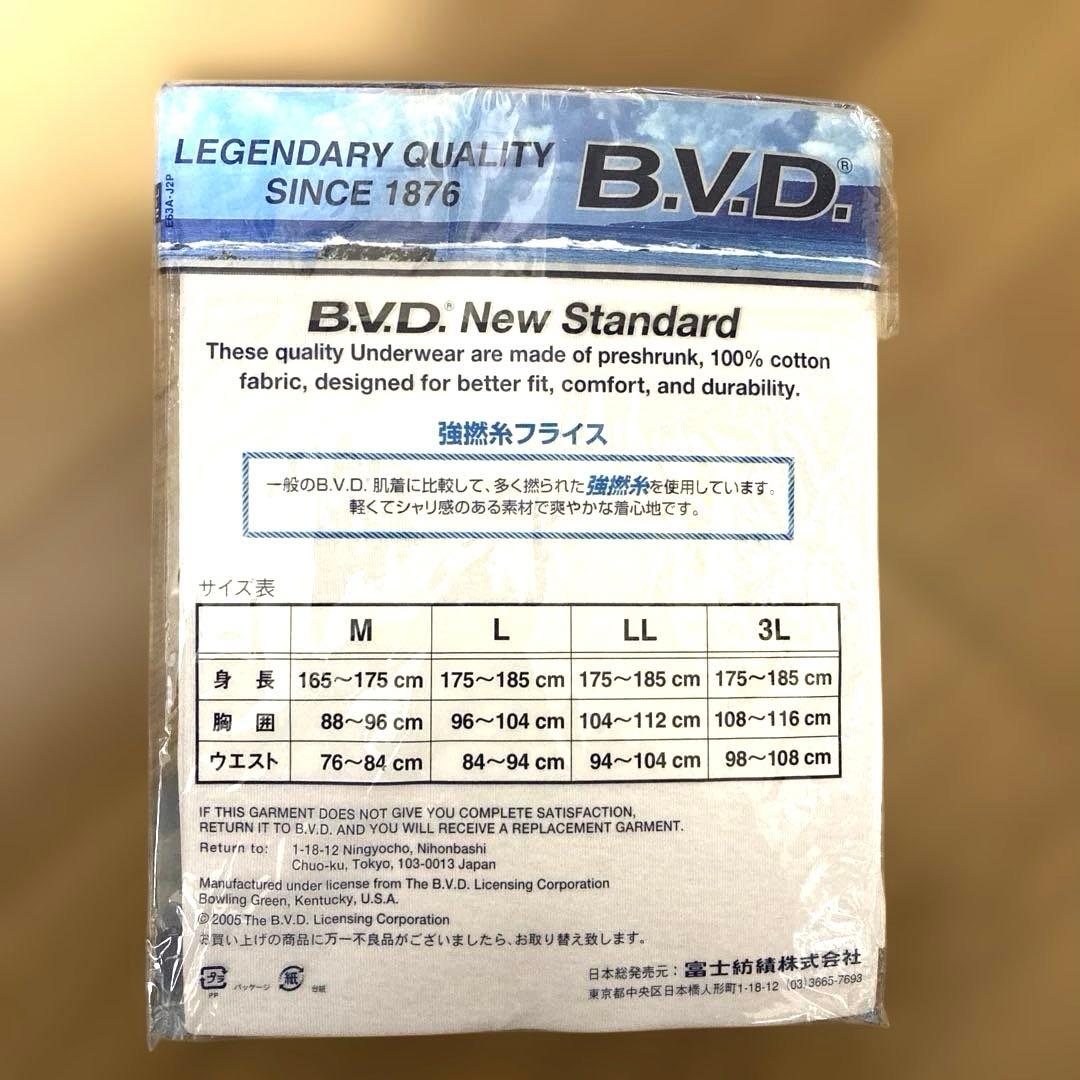 LEGENDARY QUALITY
SINCE 1876
B.V.D.®
E53A-J2P
B.V.D.® New Standard
These quality Underwear are made of preshrunk, 100% cotton
fabric, designed for better fit, comfort, and durability.
強撚糸フライス
一般のB.V.D.肌着に比較して、多く撚られた強撚糸を使用しています。
軽くてシャリ感のある素材で爽やかな着心地です。
サイズ表
M L LL 3L
身長 165～175 cm 175～185 cm 175～185 cm 175～185 cm
胸囲 88～96 cm 96～104 cm 104～112 cm 108～116 cm
ウエスト 76～84 cm 84～94 cm 94～104 cm 98～108 cm
IF THIS GARMENT DOES NOT GIVE YOU COMPLETE SATISFACTION,
RETURN IT TO B.V.D. AND YOU WILL RECEIVE A REPLACEMENT GARMENT.
Return to: 1-18-12 Ningyocho, Nihonbashi
Chuo-ku, Tokyo, 103-0013 Japan
Manufactured under license from The B.V.D. Licensing Corporation
Bowling Green, Kentucky, U.S.A.
© 2005 The B.V.D. Licensing Corporation
お買い上げの商品に万一不良品がございましたら、お取り替え致します。
プラ
PP
パッケージ
紙
台紙
日本総発売元：富士紡績株式会社
東京都中央区日本橋人形町1-18-12 (03)3665-7693